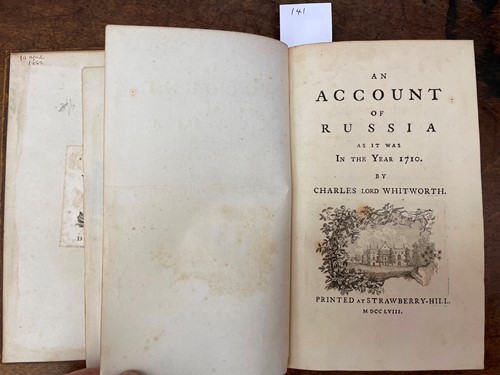 141
AN
ACCOUNT
OF
RUSSIA
AS IT WAS
IN THE YEAR 1710.
BY
CHARLES LORD WHITWORTH.
PRINTED AT STRAWBERRY-HILL.
MDCCLVIII.